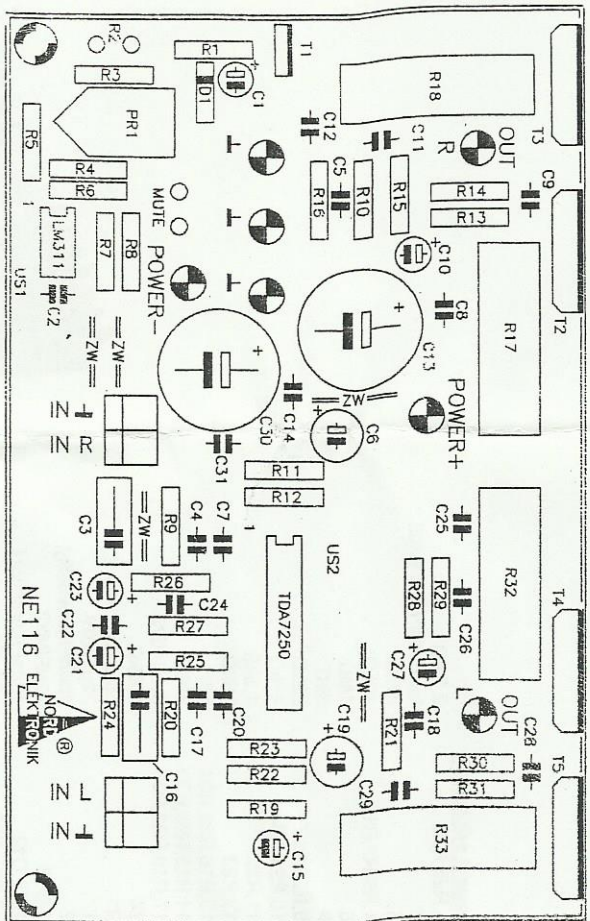 R2
R3
PR1
R5
R4
R6
1
LM311
US1
C2
R7
R8
MUTE
POWER-
R1
D1
+
C1
T1
C12
R18
C11
T3
OUT
R
R16
C5
R10
R15
R14
R13
C9
+
C10
C8
T2
R17
+
C13
POWER+
=ZW=
+
C6
+
C30
C14
C31
=ZW=
=ZW=
IN ⊥
IN R
C3
=ZW=
R9
C4
C7
R11
R12
1
US2
TDA7250
C23
+
R26
C24
C22
R27
C21
+
R25
NE116
NORD
ELEKTRONIK
®
R24
R20
C17
C20
C16
IN L
IN ⊥
R23
R22
R19
+
C15
+
C19
=ZW=
C25
R32
R28
R29
C26
+
C27
T4
L
OUT
R21
C18
C28
R30
R31
C29
R33
T5